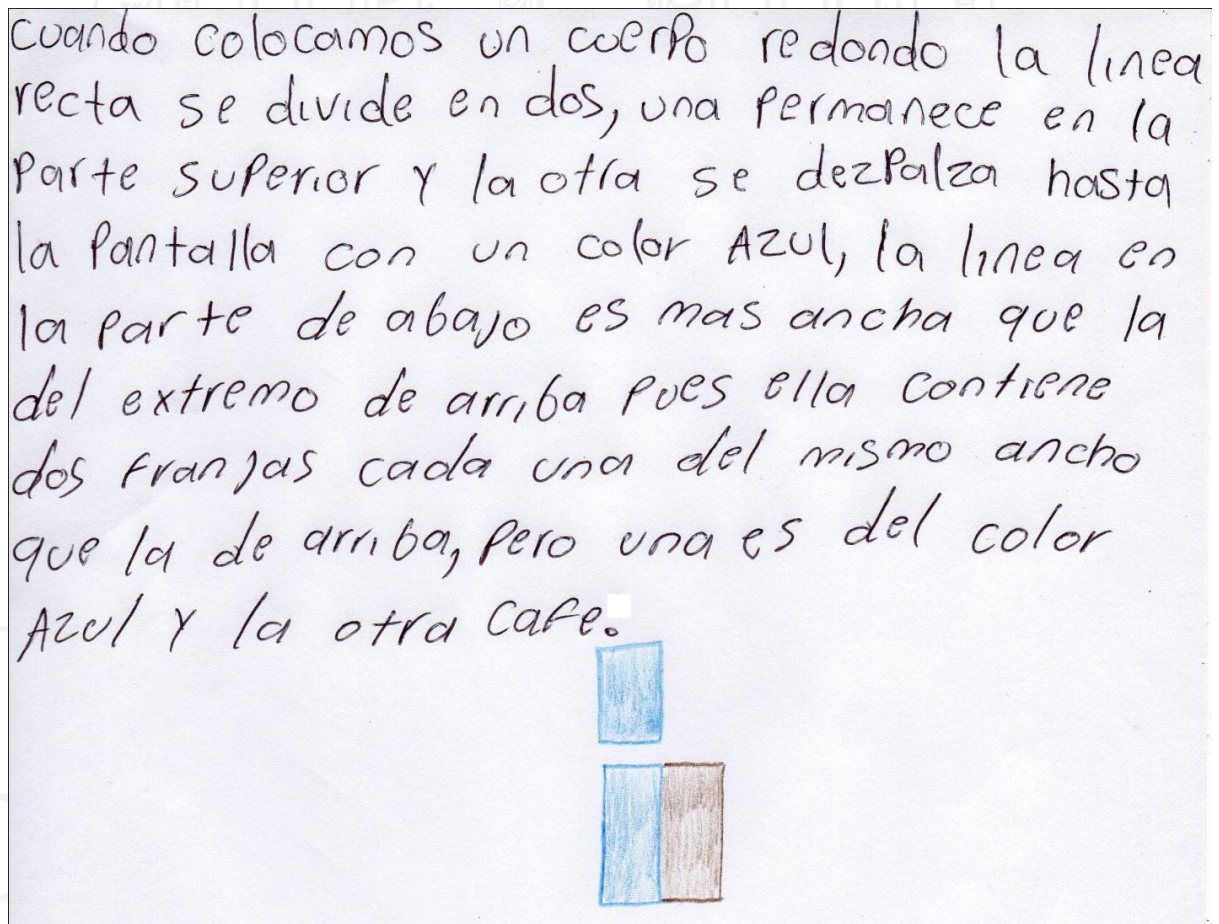 cuando colocamos un cuerpo redondo la linea
recta se divide en dos, una permanece en la
parte superior y la otra se dezpalza hasta
la pantalla con un color AZUl, la linea en
la parte de abajo es mas ancha que la
del extremo de arriba pues ella contiene
dos franjas cada una del mismo ancho
que la de arriba, pero una es del color
AZUl y la otra cafe.